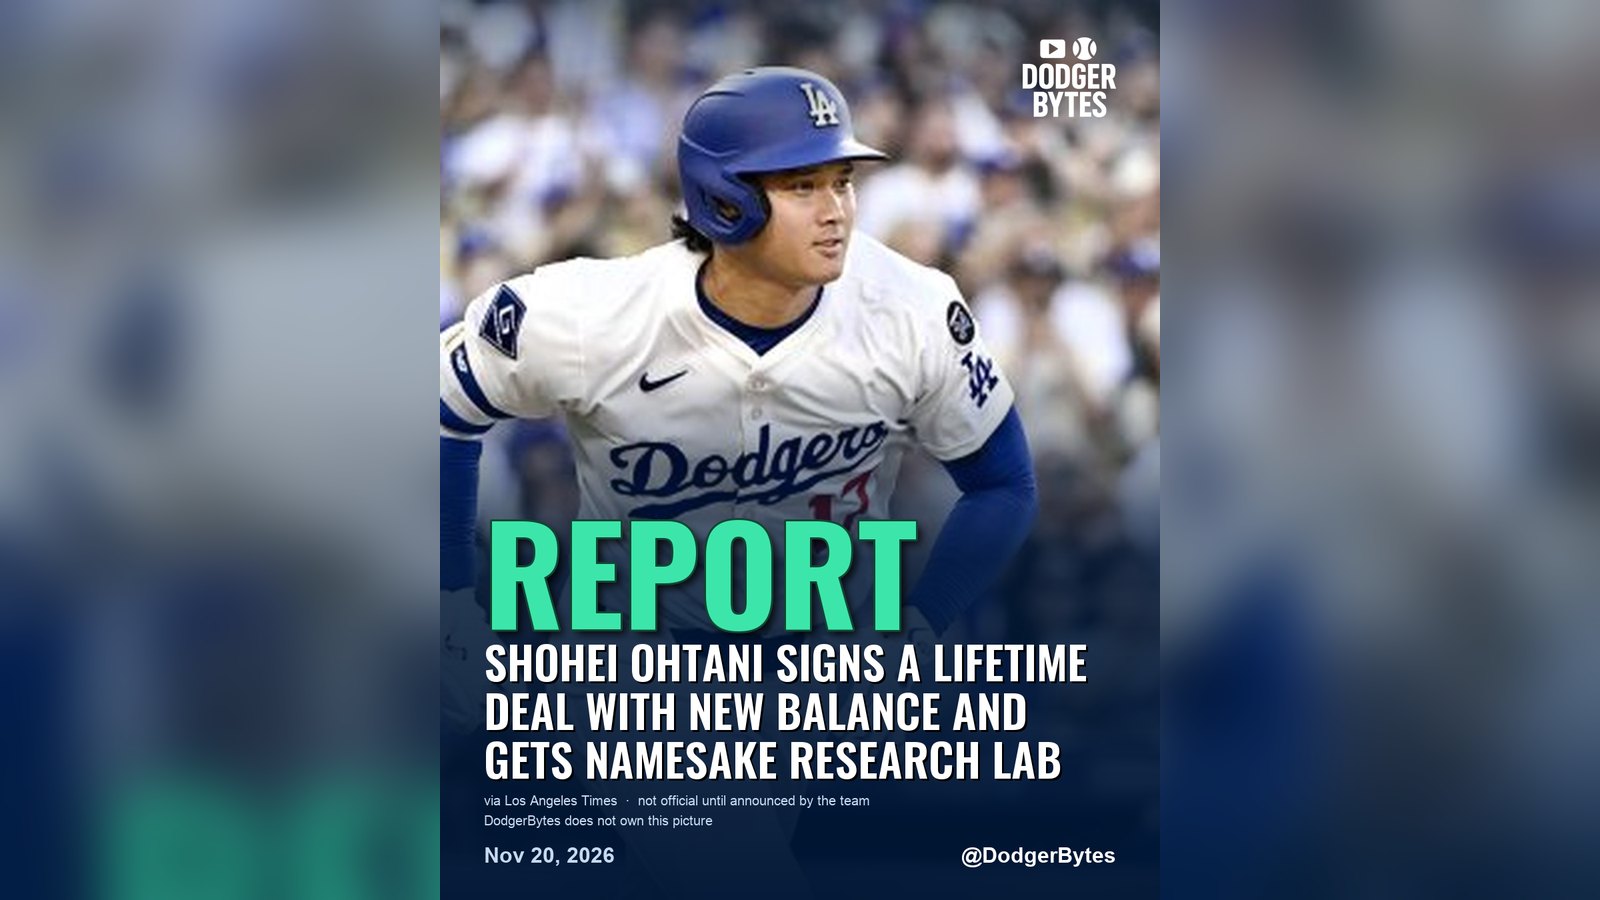 DODGER
BYTES
LA
G
LA
Dodgers
17
REPORT
SHOHEI OHTANI SIGNS A LIFETIME
DEAL WITH NEW BALANCE AND
GETS NAMESAKE RESEARCH LAB
via Los Angeles Times · not official until announced by the team
DodgerBytes does not own this picture
Nov 20, 2026
@DodgerBytes